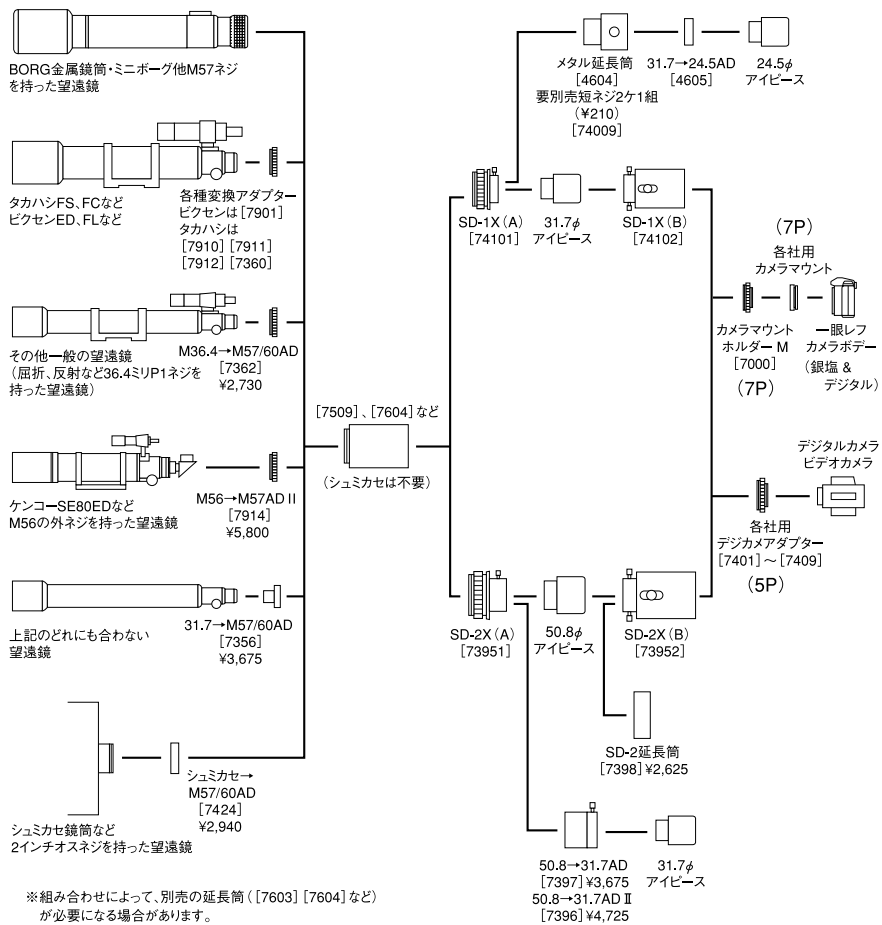 BORG金属鏡筒・ミニボーグ他M57ネジ
を持った望遠鏡
タカハシFS、FCなど
ビクセンED、FLなど
各種変換アダプター
ビクセンは[7901]
タカハシは
[7910] [7911]
[7912] [7360]
その他一般の望遠鏡
(屈折、反射など36.4ミリP1ネジを
持った望遠鏡)
M36.4→M57/60AD
[7362]
¥2,730
ケンコーSE80EDなど
M56の外ネジを持った望遠鏡
M56→M57AD II
[7914]
¥5,800
上記のどれにも合わない
望遠鏡
31.7→M57/60AD
[7356]
¥3,675
シュミカセ鏡筒など
2インチオスネジを持った望遠鏡
シュミカセ→
M57/60AD
[7424]
¥2,940
※組み合わせによって、別売の延長筒([7603] [7604]など)
が必要になる場合があります。
[7509]、[7604]など
(シュミカセは不要)
メタル延長筒
[4604]
要別売短ネジ2ケ1組
(¥210)
[74009]
31.7→24.5AD
[4605]
24.5φ
アイピース
SD-1X(A)
[74101]
31.7φ
アイピース
SD-1X(B)
[74102]
(7P)
各社用
カメラマウント
カメラマウント
ホルダーM
[7000]
(7P)
一眼レフ
カメラボデー
(銀塩 &
デジタル)
デジタルカメラ
ビデオカメラ
各社用
デジカメアダプター
[7401]~[7409]
(5P)
SD-2X(A)
[73951]
50.8φ
アイピース
SD-2X(B)
[73952]
SD-2延長筒
[7398]¥2,625
50.8→31.7AD
[7397]¥3,675
50.8→31.7AD II
[7396]¥4,725
31.7φ
アイピース